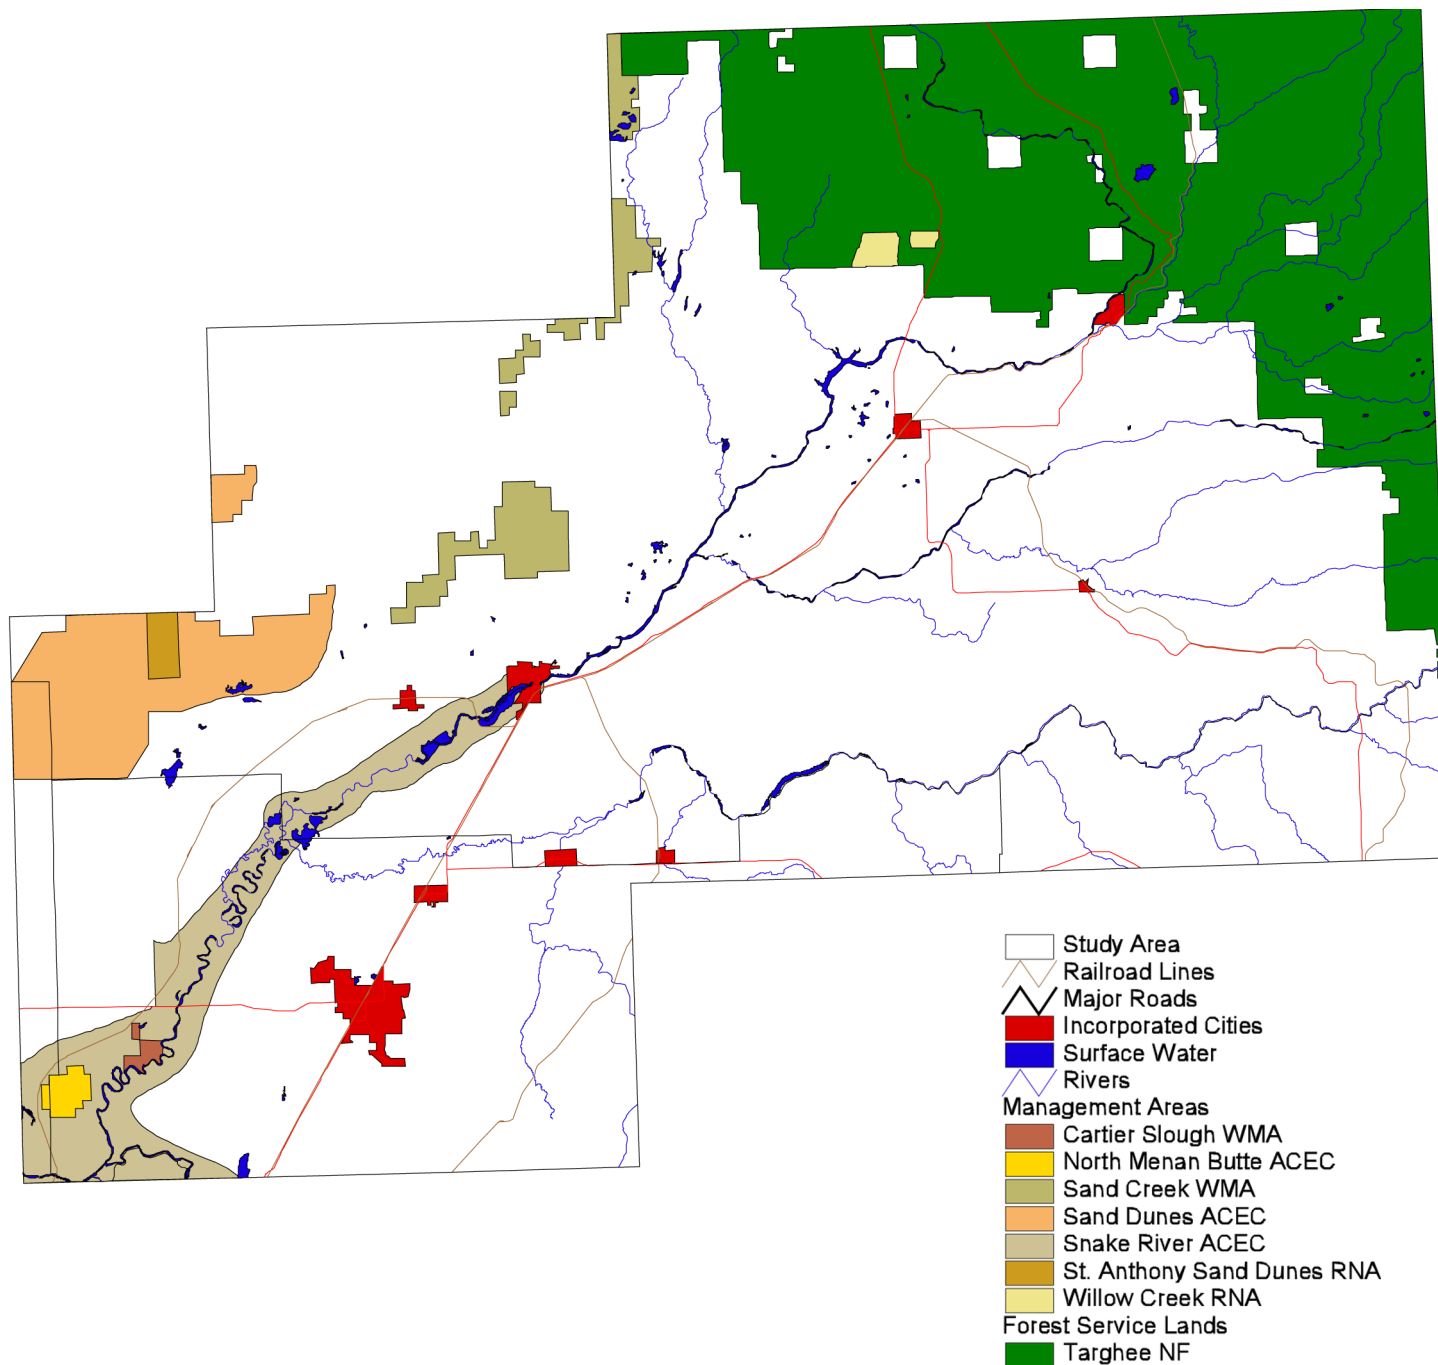 Study Area
Railroad Lines
Major Roads
Incorporated Cities
Surface Water
Rivers
Management Areas
Cartier Slough WMA
North Menan Butte ACEC
Sand Creek WMA
Sand Dunes ACEC
Snake River ACEC
St. Anthony Sand Dunes RNA
Willow Creek RNA
Forest Service Lands
Targhee NF